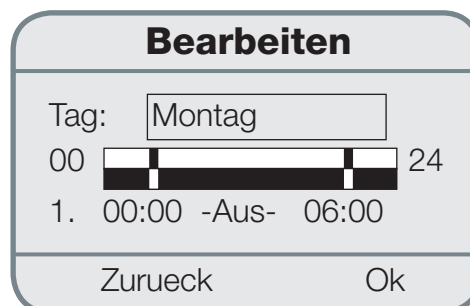 Bearbeiten
Tag: Montag
00 24
1. 00:00 -Aus- 06:00
Zurueck Ok